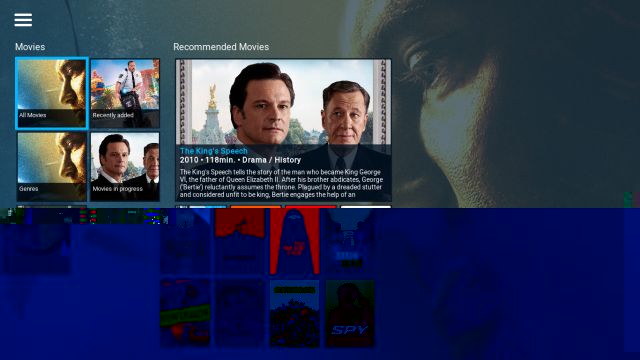 Movies
Recommended Movies
All Movies
Recently added
Genres
Movies in progress
The King's Speech
2010 • 118min. • Drama / History
The King's Speech tells the story of the man who became King George
VI, the father of Queen Elizabeth II. After his brother abdicates, George
('Bertie') reluctantly assumes the throne. Plagued by a dreaded stutter
and considered unfit to be king, Bertie engages the help of an
SPY